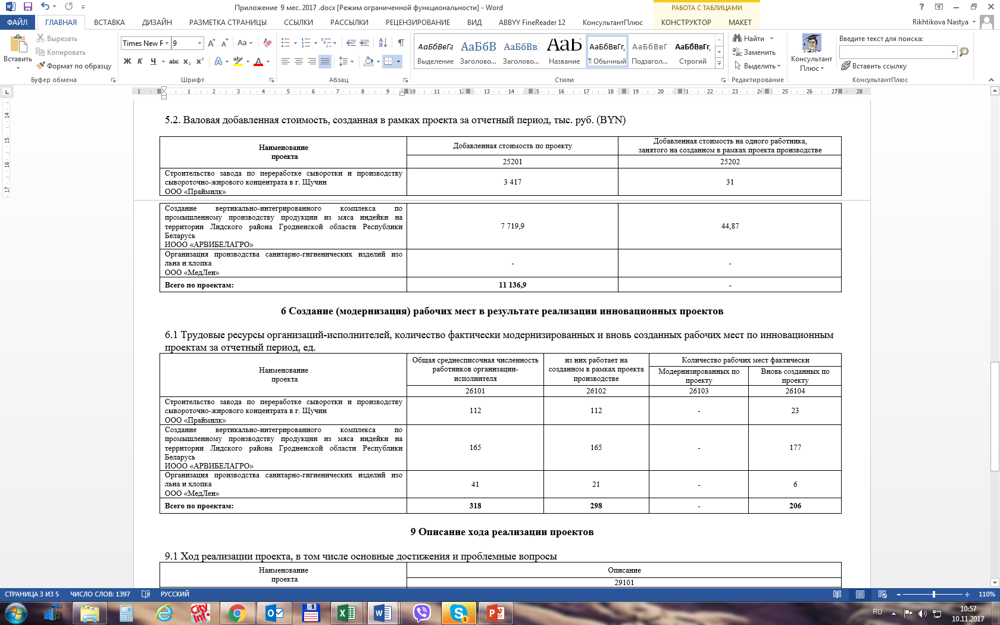 Приложение 9 мес. 2017 .docx [Режим ограниченной функциональности] - Word
РАБОТА С ТАБЛИЦАМИ
ФАЙЛ ГЛАВНАЯ ВСТАВКА ДИЗАЙН РАЗМЕТКА СТРАНИЦЫ ССЫЛКИ РАССЫЛКИ РЕЦЕНЗИРОВАНИЕ ВИД ABBYY FineReader 12 КонсультантПлюс КОНСТРУКТОР МАКЕТ Rikhtikova Nastya
Вставить
Вырезать
Копировать
Формат по образцу
Буфер обмена
Times New R 9
Шрифт
Абзац
АаБбВвГг АаБбВ АаБбВв АаБ АаБбВвГг, АаБбВвГ АаБбВвГг,
Выделение Заголово... Заголово... Название ¶ Обычный Подзагол... Строгий
Стили
Найти
Заменить
Выделить
Редактирование
Консультант
Плюс
Введите текст для поиска:
Вставить ссылку
КонсультантПлюс
5.2. Валовая добавленная стоимость, созданная в рамках проекта за отчетный период, тыс. руб. (BYN)
Наименование
проекта
Добавленная стоимость по проекту
Добавленная стоимость на одного работника,
занятого на созданном в рамках проекта производстве
25201 25202
Строительство завода по переработке сыворотки и производству
сывороточно-жирового концентрата в г. Щучин
ООО «Праймилк»
3 417 31
Создание вертикально-интегрированного комплекса по
промышленному производству продукции из мяса индейки на
территории Лидского района Гродненской области Республики
Беларусь
ИООО «АРВИБЕЛАГРО»
7 719,9 44,87
Организация производства санитарно-гигиенических изделий изо
льна и хлопка
ООО «МедЛен»
- -
Всего по проектам: 11 136,9 -
6 Создание (модернизация) рабочих мест в результате реализации инновационных проектов
6.1 Трудовые ресурсы организаций-исполнителей, количество фактически модернизированных и вновь созданных рабочих мест по инновационным
проектам за отчетный период, ед.
Наименование
проекта
Общая среднесписочная численность
работников организации-
исполнителя
из них работает на
созданном в рамках проекта
производстве
Количество рабочих мест фактически
Модернизированных по
проекту
Вновь созданных по
проекту
26101 26102 26103 26104
Строительство завода по переработке сыворотки и производству
сывороточно-жирового концентрата в г. Щучин
ООО «Праймилк»
112 112 - 23
Создание вертикально-интегрированного комплекса по
промышленному производству продукции из мяса индейки на
территории Лидского района Гродненской области Республики
Беларусь
ИООО «АРВИБЕЛАГРО»
165 165 - 177
Организация производства санитарно-гигиенических изделий изо
льна и хлопка
ООО «МедЛен»
41 21 - 6
Всего по проектам: 318 298 - 206
9 Описание хода реализации проектов
9.1 Ход реализации проекта, в том числе основные достижения и проблемные вопросы
Наименование
проекта
Описание
29101
СТРАНИЦА 3 ИЗ 5 ЧИСЛО СЛОВ: 1397 РУССКИЙ 110%
RU 10:57
10.11.2017